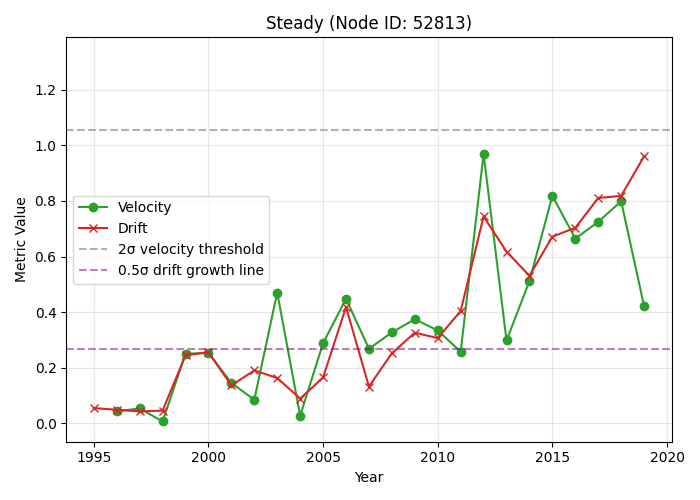 Steady (Node ID: 52813)
Metric Value
1.2
1.0
0.8
0.6
0.4
0.2
0.0
Velocity
Drift
2σ velocity threshold
0.5σ drift growth line
1995 2000 2005 2010 2015 2020
Year